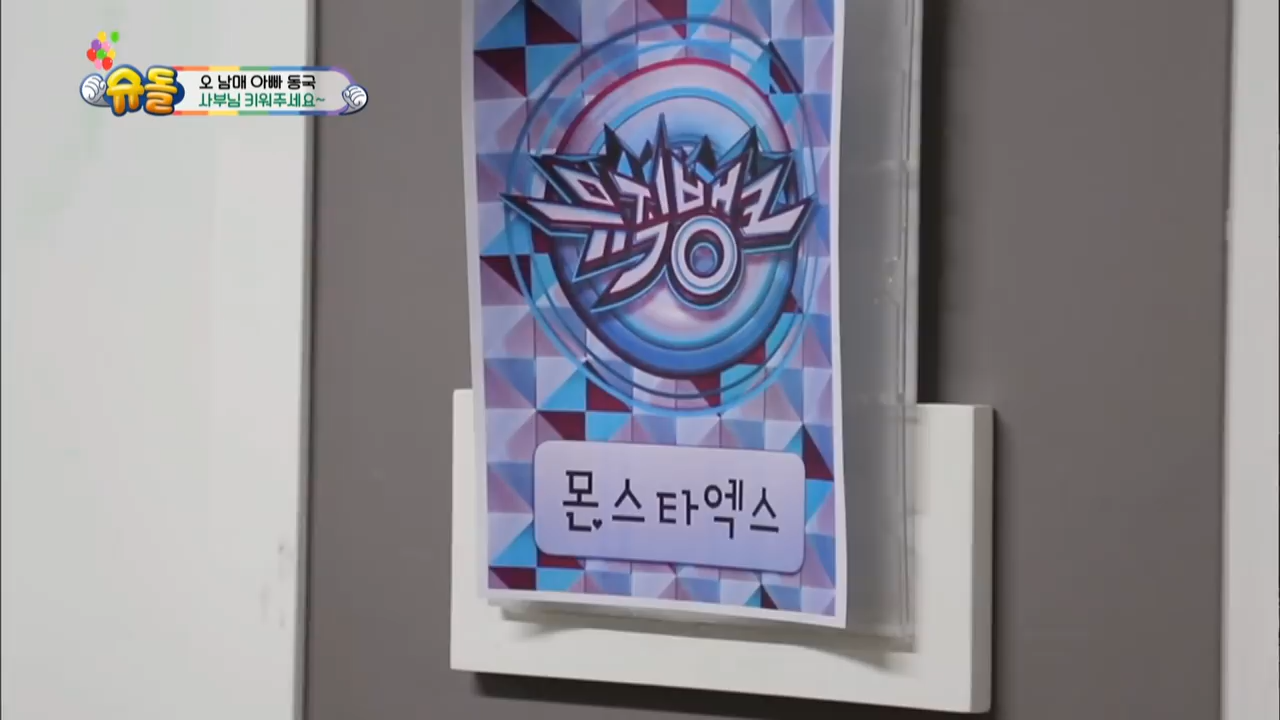 슈돌
오 남매 아빠 동국
사부님 키워주세요~
뮤직뱅크
몬스타엑스